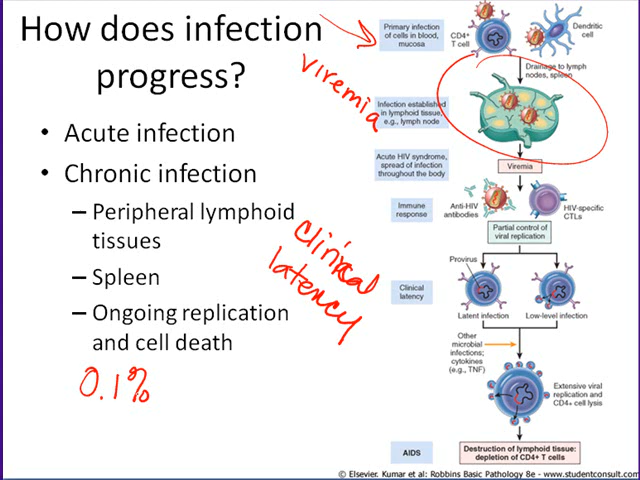 How does infection
progress?
• Acute infection
• Chronic infection
– Peripheral lymphoid
tissues
– Spleen
– Ongoing replication
and cell death
0.1%
Viremia
Clinical
latency
Primary infection
of cells in blood,
mucosa
CD4+
T cell
Dendritic
cell
Drainage to lymph
nodes, spleen
Infection established
in lymphoid tissue,
e.g., lymph node
Acute HIV syndrome,
spread of infection
throughout the body
Viremia
Immune
response
Anti-HIV
antibodies
HIV-specific
CTLs
Partial control of
viral replication
Clinical
latency
Provirus
Latent infection
Low-level infection
Other
microbial
infections;
cytokines
(e.g., TNF)
Extensive viral
replication and
CD4+ cell lysis
AIDS
Destruction of lymphoid tissue:
depletion of CD4+ T cells
© Elsevier. Kumar et al: Robbins Basic Pathology 8e - www.studentconsult.com